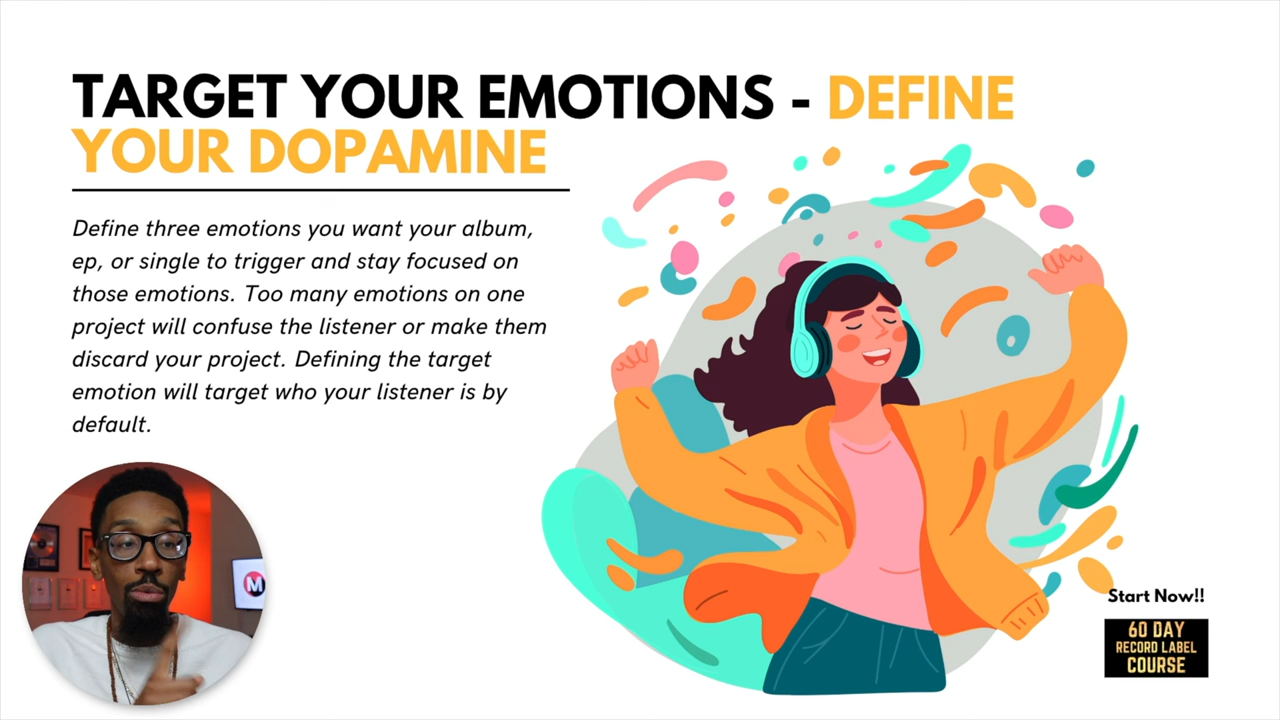 TARGET YOUR EMOTIONS - DEFINE
YOUR DOPAMINE
Define three emotions you want your album,
ep, or single to trigger and stay focused on
those emotions. Too many emotions on one
project will confuse the listener or make them
discard your project. Defining the target
emotion will target who your listener is by
default.
M
Start Now!!
60 DAY
RECORD LABEL
COURSE